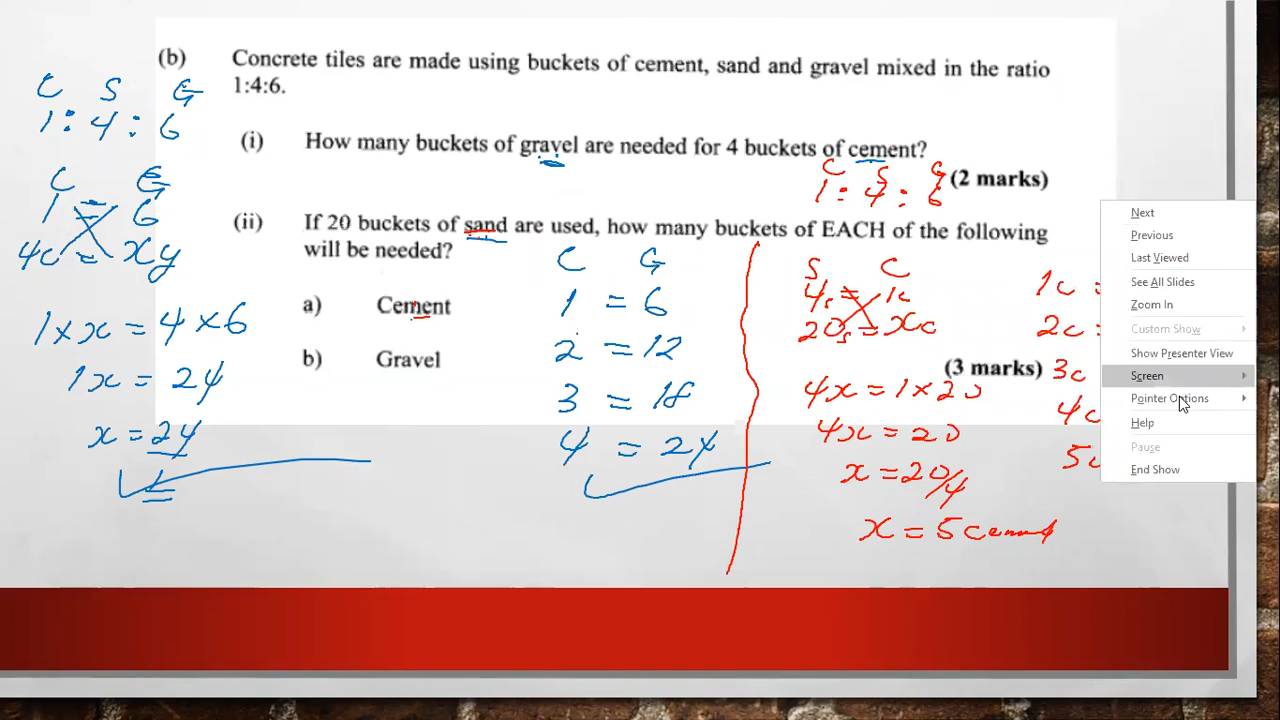 (b) Concrete tiles are made using buckets of cement, sand and gravel mixed in the ratio
1:4:6.
(i) How many buckets of gravel are needed for 4 buckets of cement?
(2 marks)
(ii) If 20 buckets of sand are used, how many buckets of EACH of the following
will be needed?
a) Cement
b) Gravel
(3 marks)
C S G
1 : 4 : 6
C G
1 = 6
4c = xg
1 × x = 4 × 6
1x = 24
x = 24
C G
1 = 6
2 = 12
3 = 18
4 = 24
C S G
1 : 4 : 6
S C
4s = 1c
20s = xc
4x = 1 × 20
4x = 20
x = 20/4
x = 5 cement
1c =
2c =
3c
4c
5c
Next
Previous
Last Viewed
See All Slides
Zoom In
Custom Show
Show Presenter View
Screen
Pointer Options
Help
Pause
End Show